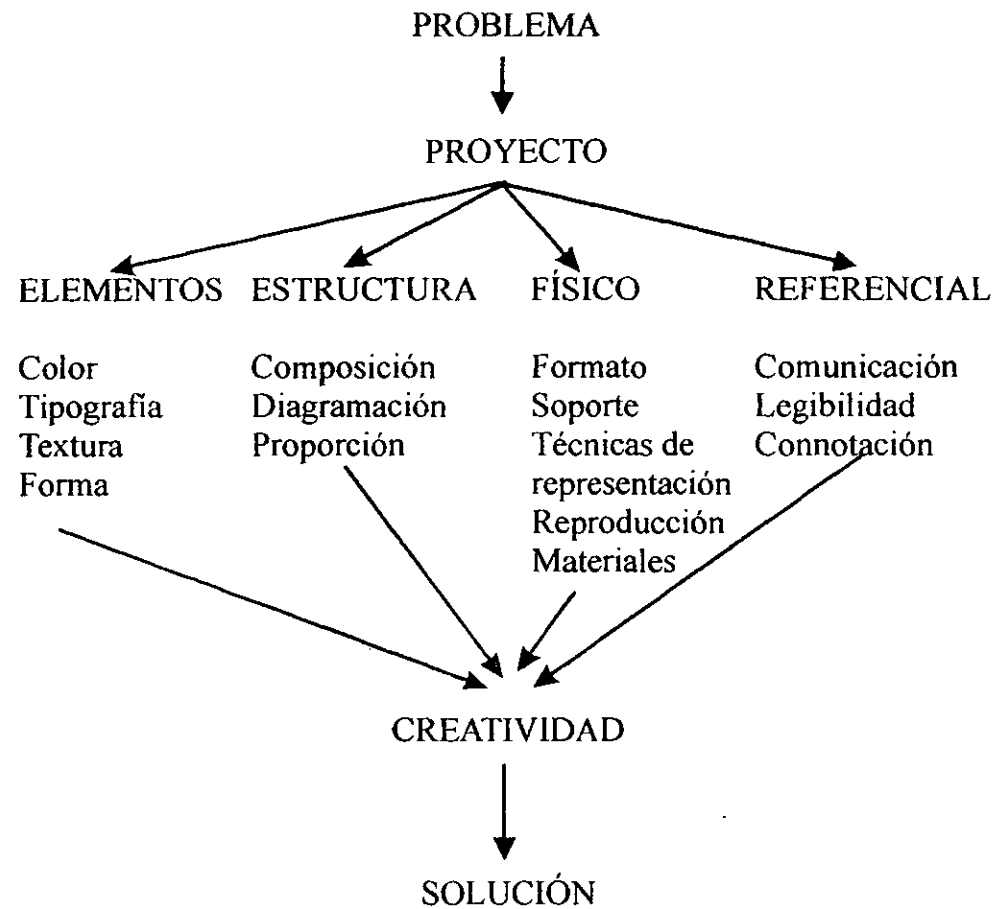 PROBLEMA
PROYECTO
ELEMENTOS
Color
Tipografía
Textura
Forma
ESTRUCTURA
Composición
Diagramación
Proporción
FÍSICO
Formato
Soporte
Técnicas de
representación
Reproducción
Materiales
REFERENCIAL
Comunicación
Legibilidad
Connotación
CREATIVIDAD
SOLUCIÓN